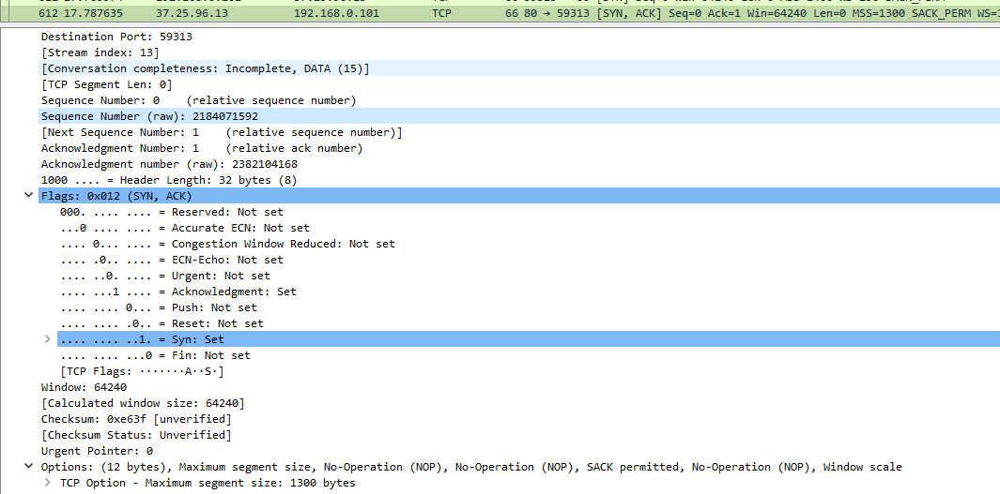 612 17.787635 37.25.96.13 192.168.0.101 TCP 66 80 → 59313 [SYN, ACK] Seq=0 Ack=1 Win=64240 Len=0 MSS=1300 SACK_PERM WS=1
Destination Port: 59313
[Stream index: 13]
[Conversation completeness: Incomplete, DATA (15)]
[TCP Segment Len: 0]
Sequence Number: 0 (relative sequence number)
Sequence Number (raw): 2184071592
[Next Sequence Number: 1 (relative sequence number)]
Acknowledgment Number: 1 (relative ack number)
Acknowledgment number (raw): 2382104168
1000 .... = Header Length: 32 bytes (8)
Flags: 0x012 (SYN, ACK)
000. .... .... = Reserved: Not set
...0 .... .... = Accurate ECN: Not set
.... 0... .... = Congestion Window Reduced: Not set
.... .0.. .... = ECN-Echo: Not set
.... ..0. .... = Urgent: Not set
.... ...1 .... = Acknowledgment: Set
.... .... 0... = Push: Not set
.... .... .0.. = Reset: Not set
.... .... ..1. = Syn: Set
.... .... ...0 = Fin: Not set
[TCP Flags: ·······A··S·]
Window: 64240
[Calculated window size: 64240]
Checksum: 0xe63f [unverified]
[Checksum Status: Unverified]
Urgent Pointer: 0
Options: (12 bytes), Maximum segment size, No-Operation (NOP), No-Operation (NOP), SACK permitted, No-Operation (NOP), Window scale
TCP Option - Maximum segment size: 1300 bytes